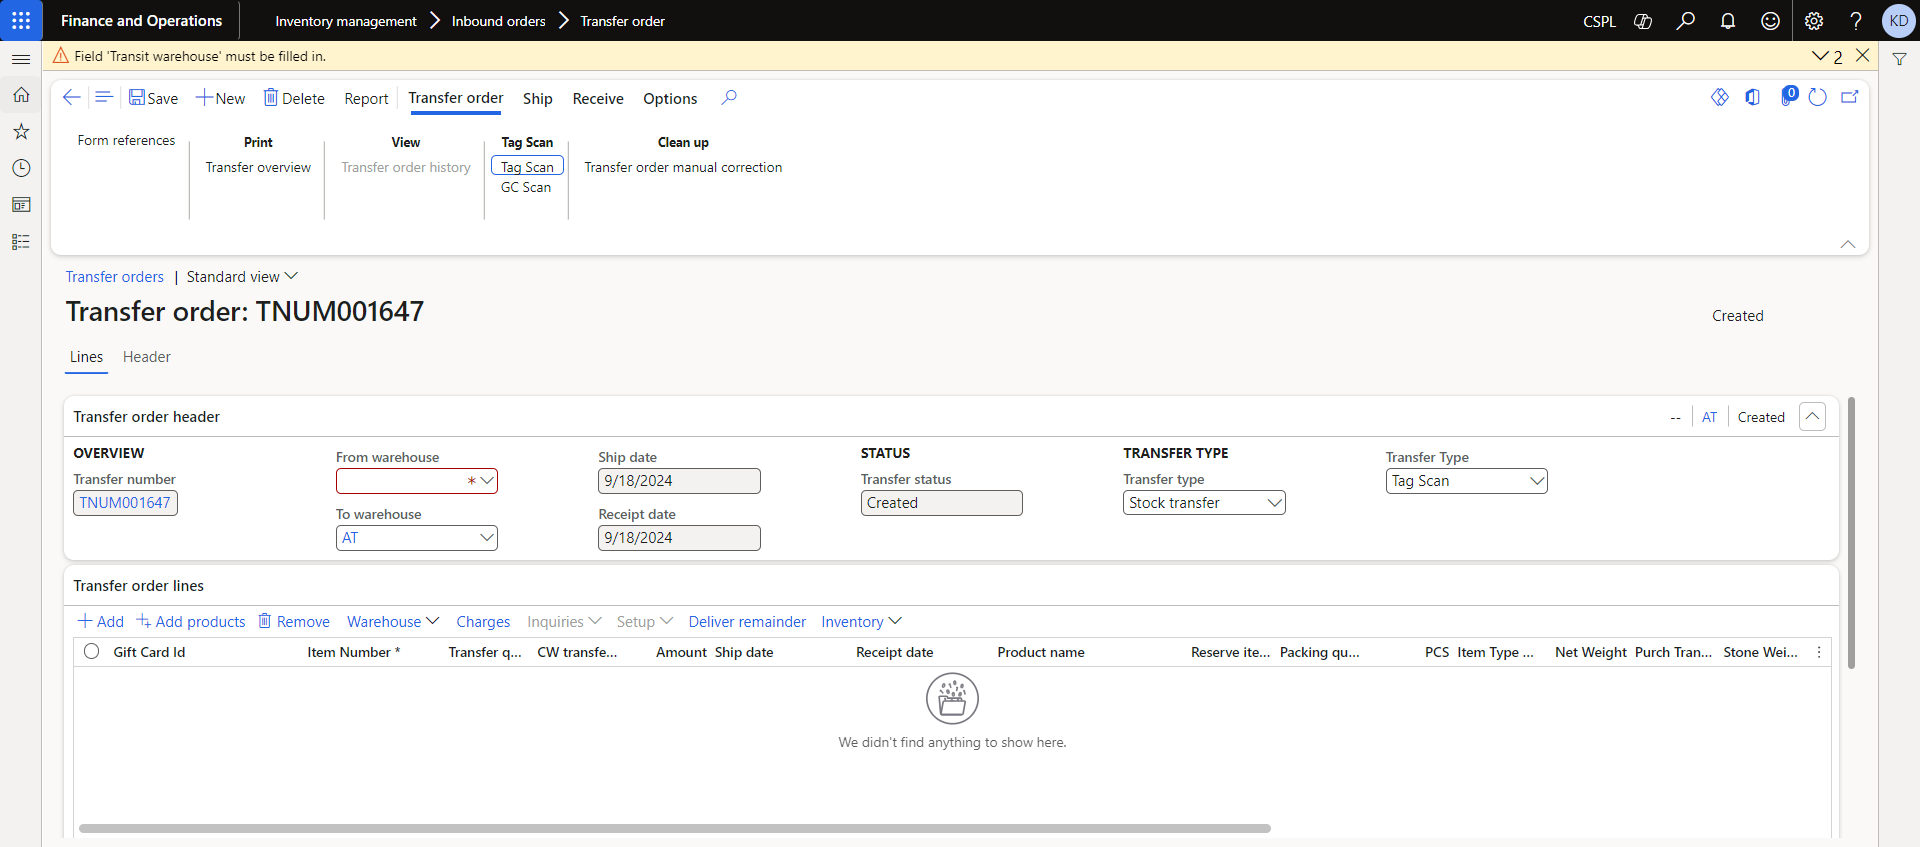 Finance and Operations
Inventory management
Inbound orders
Transfer order
CSPL
KD
Field 'Transit warehouse' must be filled in.
2
Save
New
Delete
Report
Transfer order
Ship
Receive
Options
0
Form references
Print
Transfer overview
View
Transfer order history
Tag Scan
Tag Scan
GC Scan
Clean up
Transfer order manual correction
Transfer orders | Standard view
Transfer order: TNUM001647
Created
Lines
Header
Transfer order header
-- AT Created
OVERVIEW
Transfer number
TNUM001647
From warehouse
*
To warehouse
AT
Ship date
9/18/2024
Receipt date
9/18/2024
STATUS
Transfer status
Created
TRANSFER TYPE
Transfer type
Stock transfer
Transfer Type
Tag Scan
Transfer order lines
Add
Add products
Remove
Warehouse
Charges
Inquiries
Setup
Deliver remainder
Inventory
Gift Card Id
Item Number *
Transfer q...
CW transfe...
Amount
Ship date
Receipt date
Product name
Reserve ite...
Packing qu...
PCS
Item Type ...
Net Weight
Purch Tran...
Stone Wei...
We didn't find anything to show here.